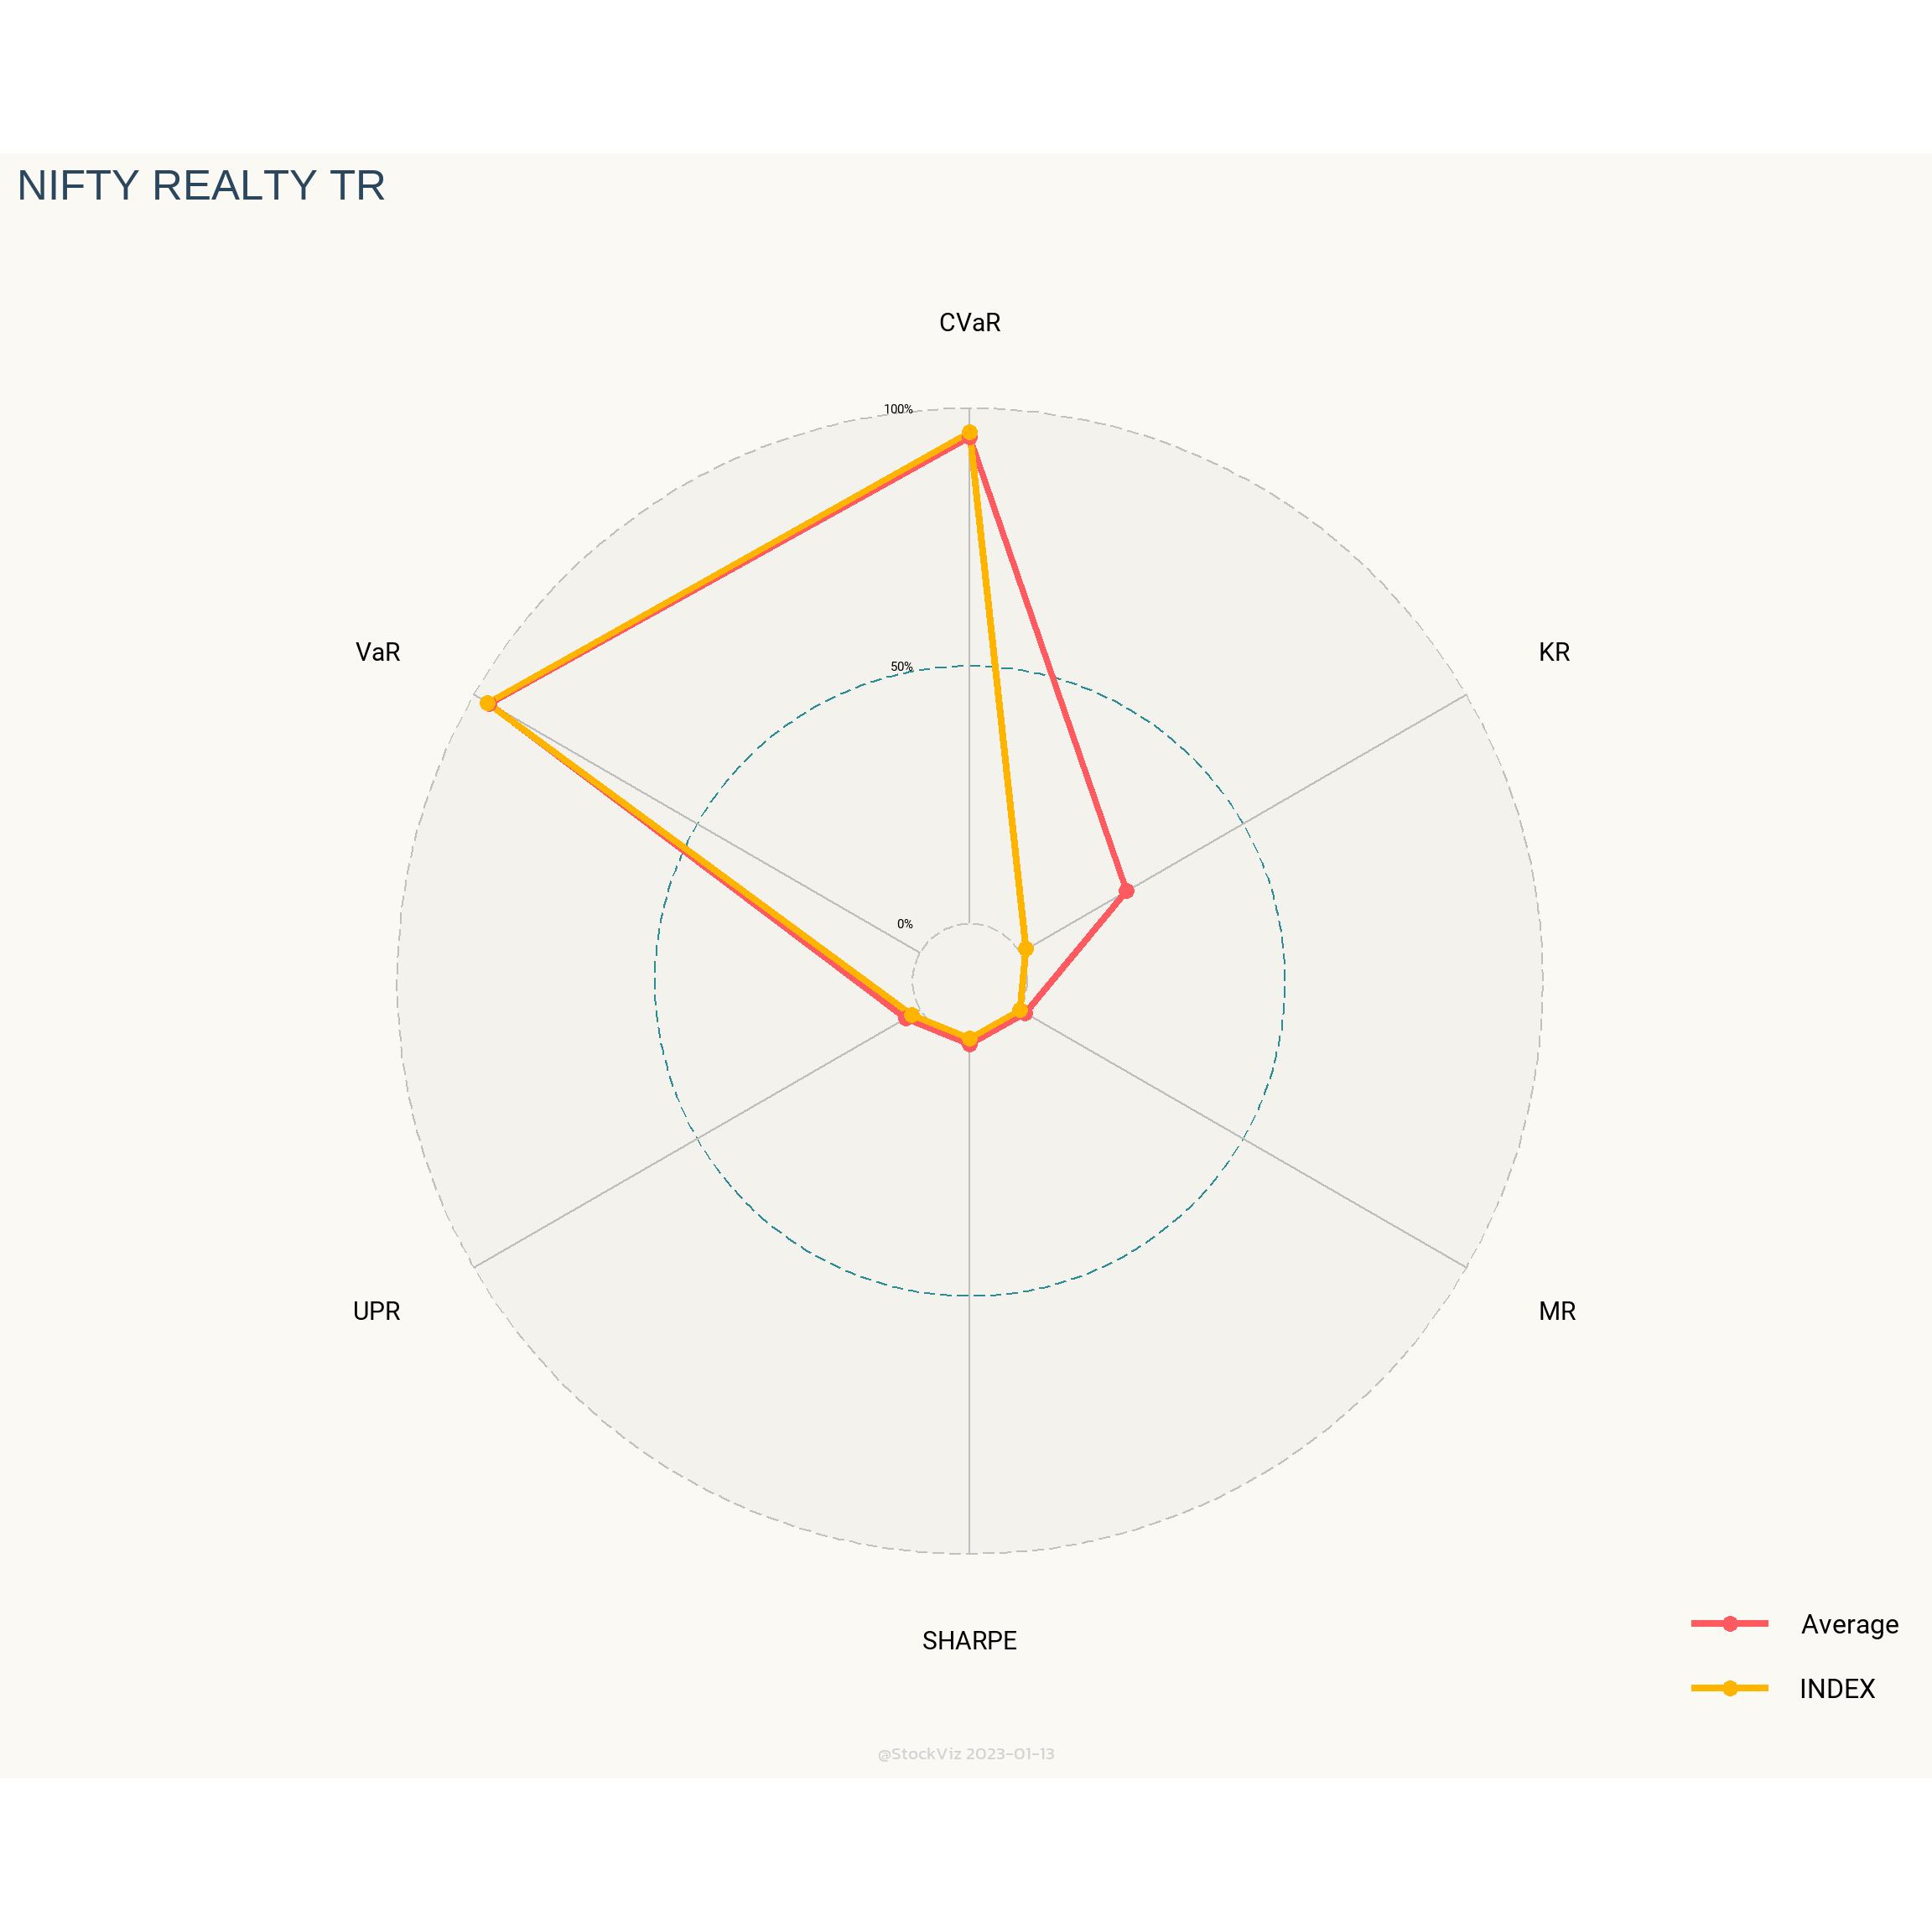 NIFTY REALTY TR
CVaR
100%
VaR
KR
50%
0%
UPR
MR
SHARPE
Average
INDEX
@StockViz 2023-01-13